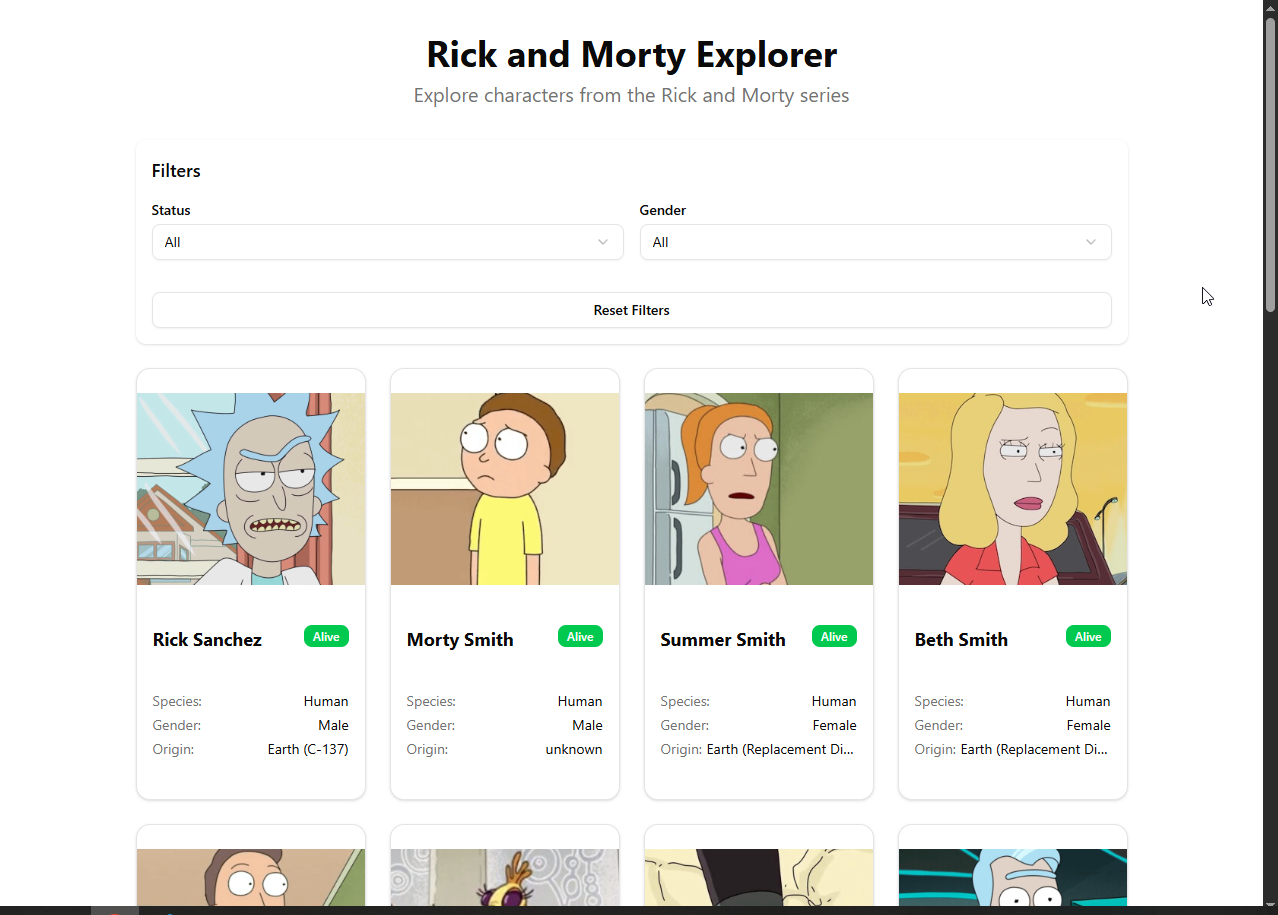 Rick and Morty Explorer
Explore characters from the Rick and Morty series
Filters
Status
Gender
All
All
Reset Filters
Rick Sanchez
Alive
Species: Human
Gender: Male
Origin: Earth (C-137)
Morty Smith
Alive
Species: Human
Gender: Male
Origin: unknown
Summer Smith
Alive
Species: Human
Gender: Female
Origin: Earth (Replacement Di...
Beth Smith
Alive
Species: Human
Gender: Female
Origin: Earth (Replacement Di...